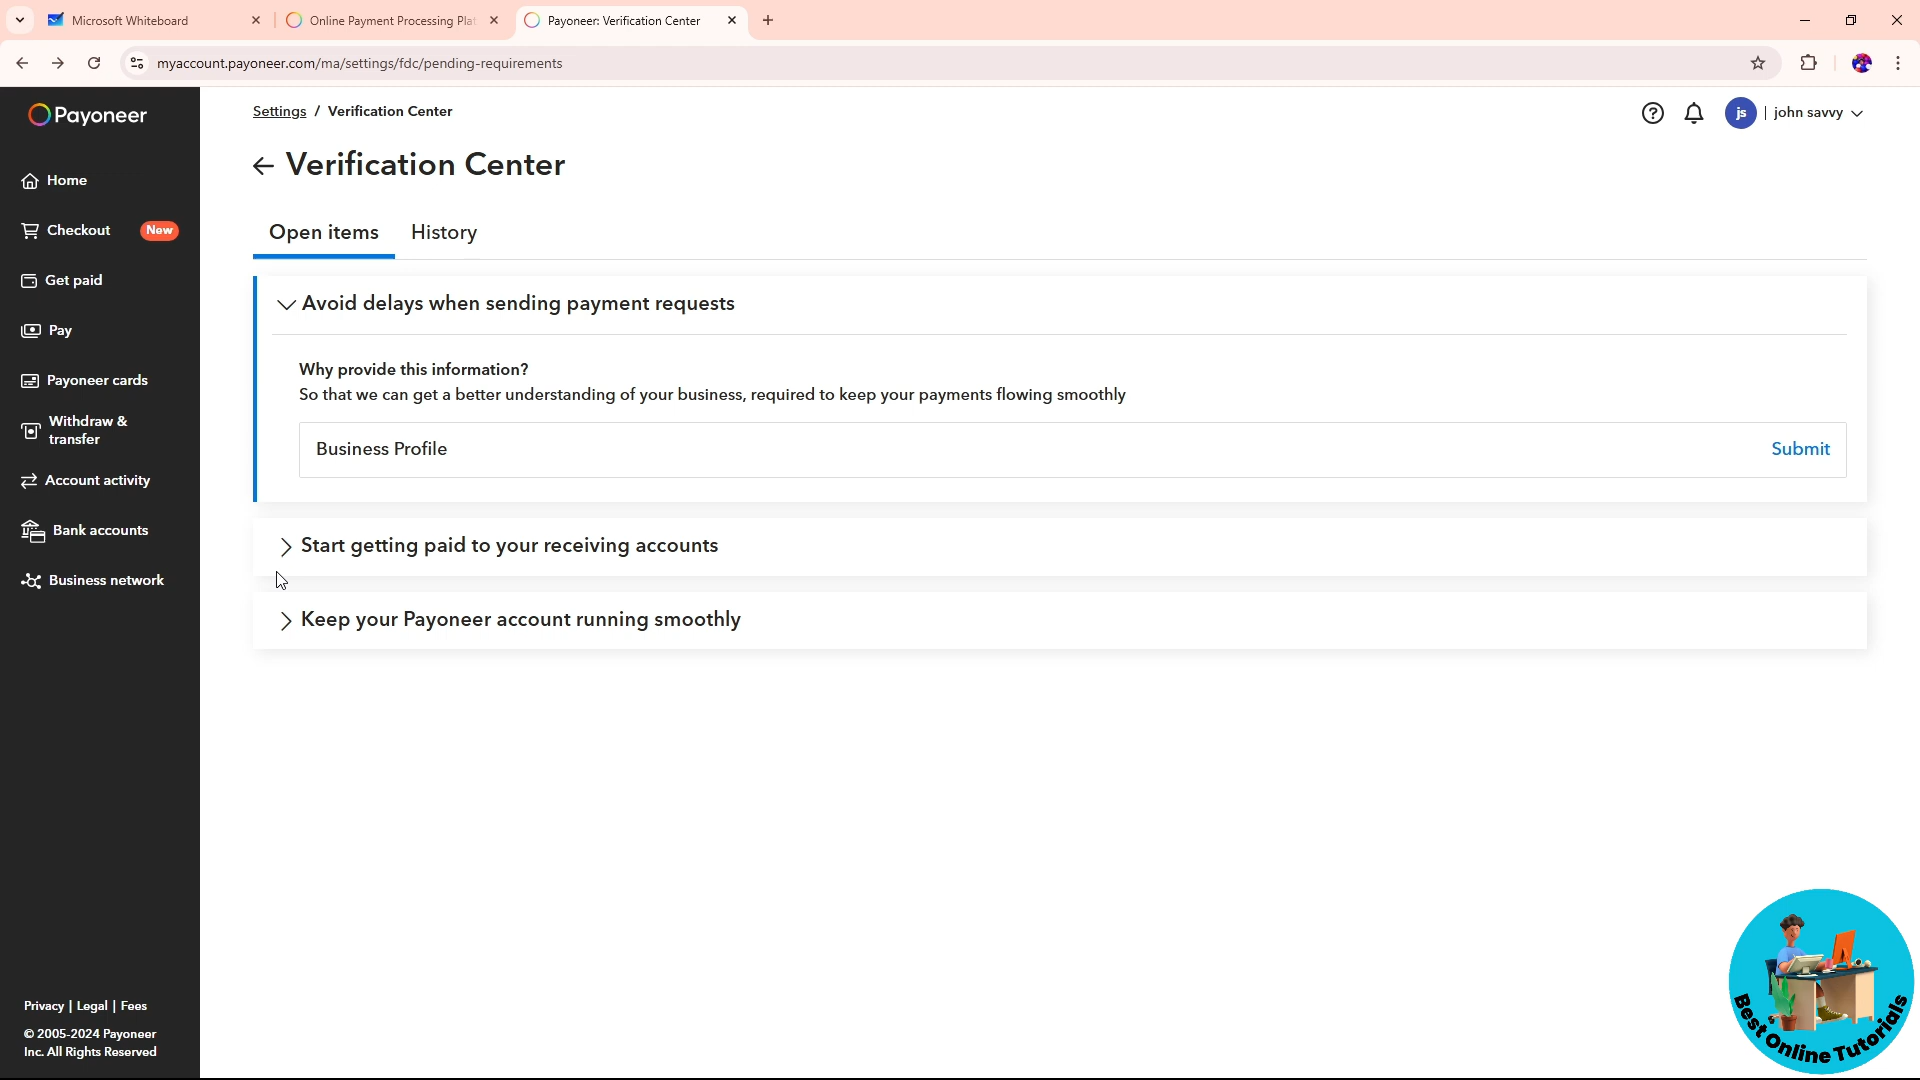 Microsoft Whiteboard
Online Payment Processing Pla
Payoneer: Verification Center
myaccount.payoneer.com/ma/settings/fdc/pending-requirements
Payoneer
Settings / Verification Center
js | john savvy
Verification Center
Home
Checkout New
Get paid
Pay
Payoneer cards
Withdraw &
transfer
Account activity
Bank accounts
Business network
Open items History
Avoid delays when sending payment requests
Why provide this information?
So that we can get a better understanding of your business, required to keep your payments flowing smoothly
Business Profile Submit
Start getting paid to your receiving accounts
Keep your Payoneer account running smoothly
Privacy | Legal | Fees
© 2005-2024 Payoneer
Inc. All Rights Reserved
Best Online Tutorials